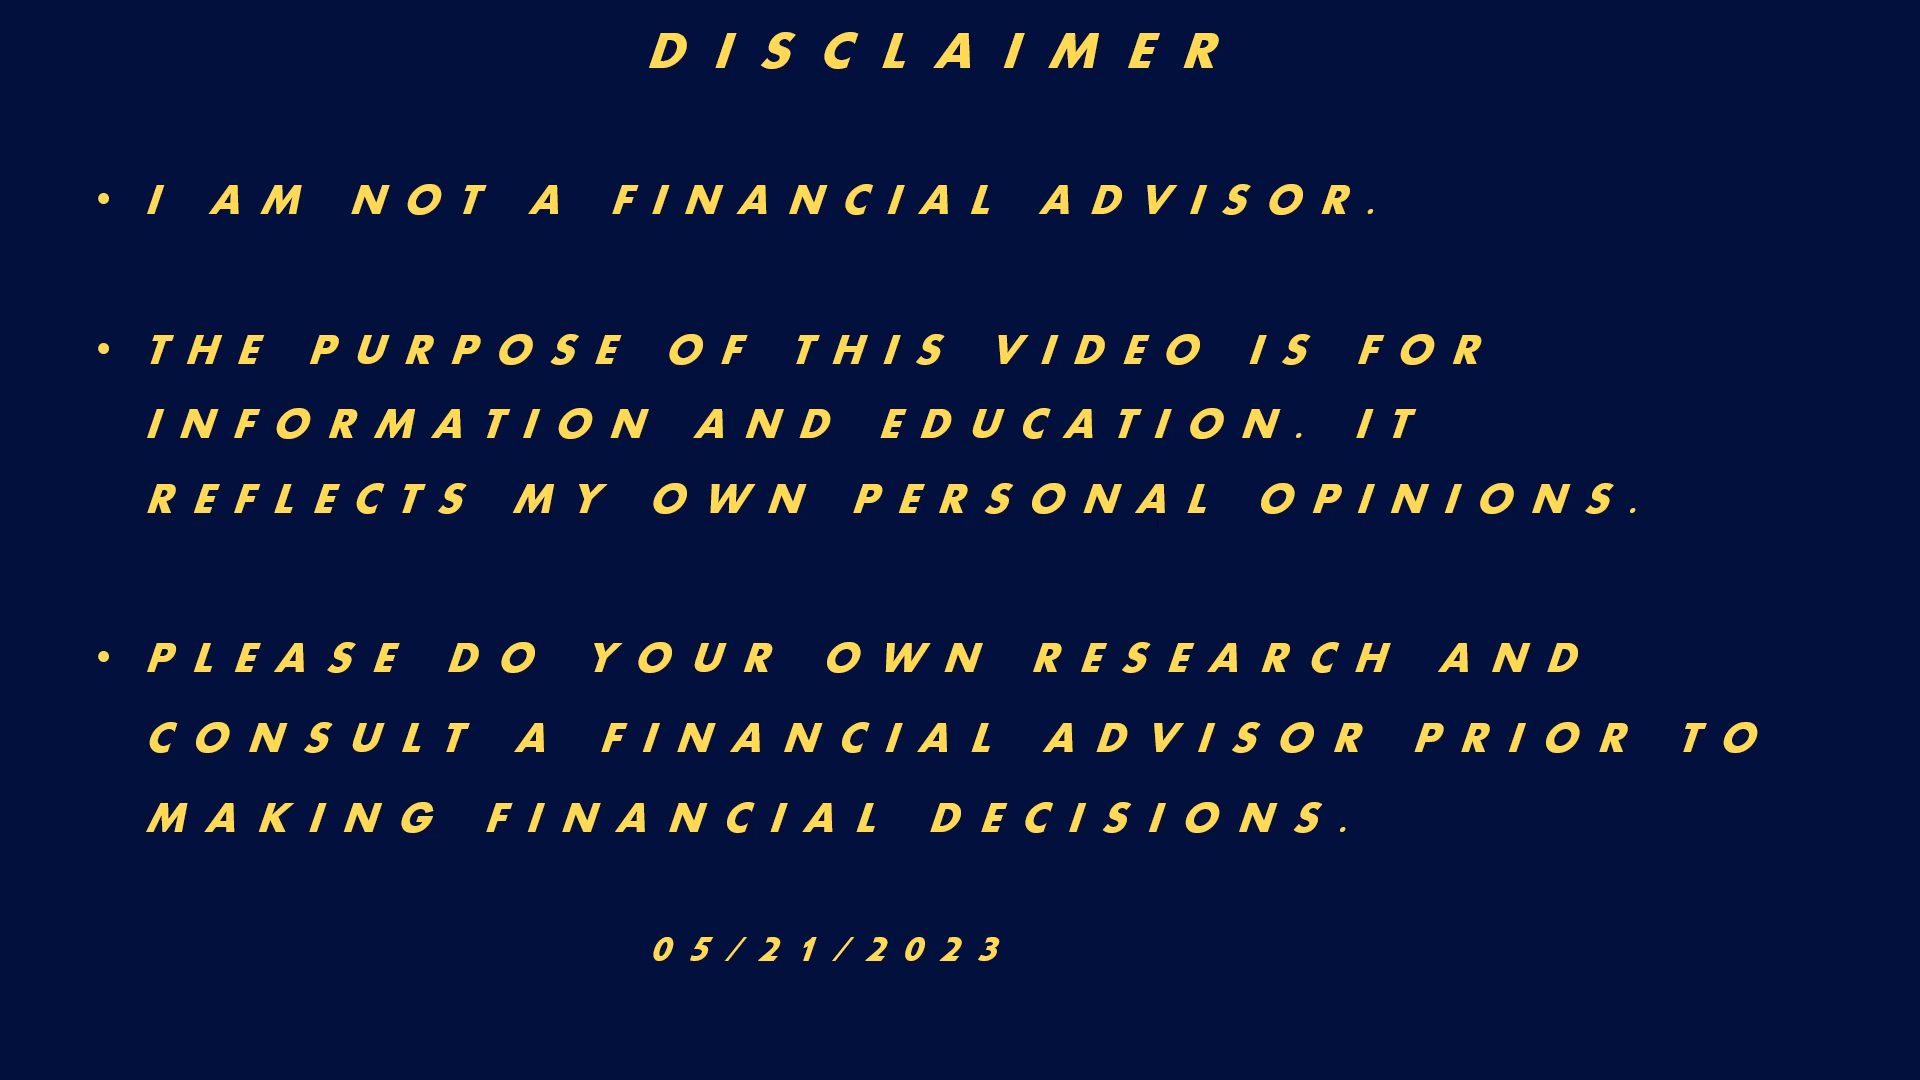 DISCLAIMER
• I AM NOT A FINANCIAL ADVISOR.
• THE PURPOSE OF THIS VIDEO IS FOR
INFORMATION AND EDUCATION. IT
REFLECTS MY OWN PERSONAL OPINIONS.
• PLEASE DO YOUR OWN RESEARCH AND
CONSULT A FINANCIAL ADVISOR PRIOR TO
MAKING FINANCIAL DECISIONS.
05/21/2023